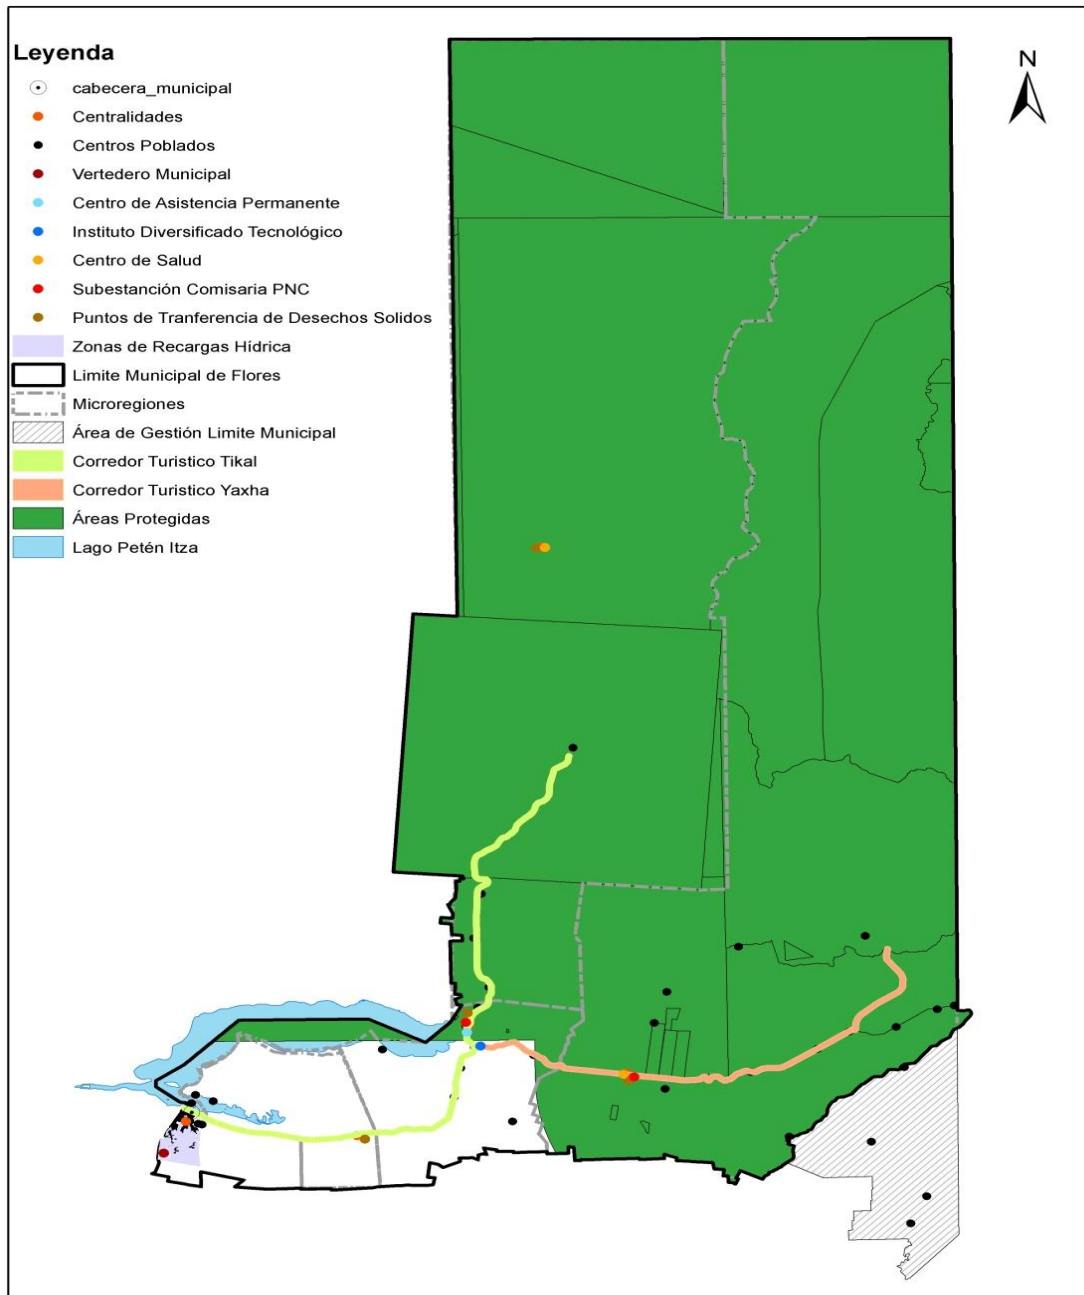 Leyenda
cabecera_municipal
Centralidades
Centros Poblados
Vertedero Municipal
Centro de Asistencia Permanente
Instituto Diversificado Tecnológico
Centro de Salud
Substanción Comisaria PNC
Puntos de Tranferencia de Desechos Solidos
Zonas de Recargas Hídrica
Limite Municipal de Flores
Microregiones
Área de Gestión Limite Municipal
Corredor Turistico Tikal
Corredor Turistico Yaxha
Áreas Protegidas
Lago Petén Itza
N